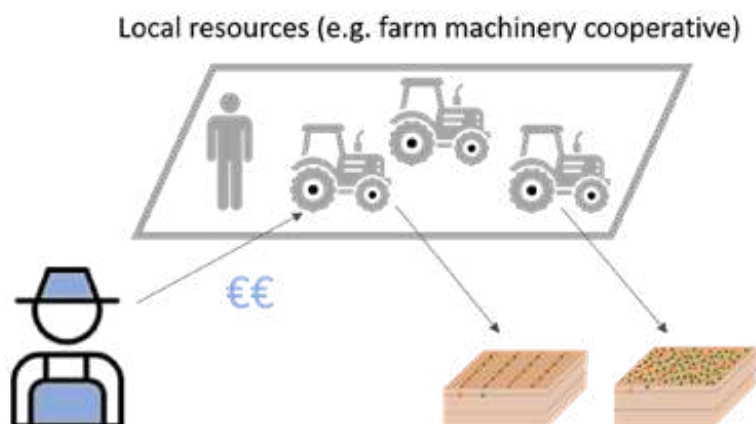 Local resources (e.g. farm machinery cooperative)
€€